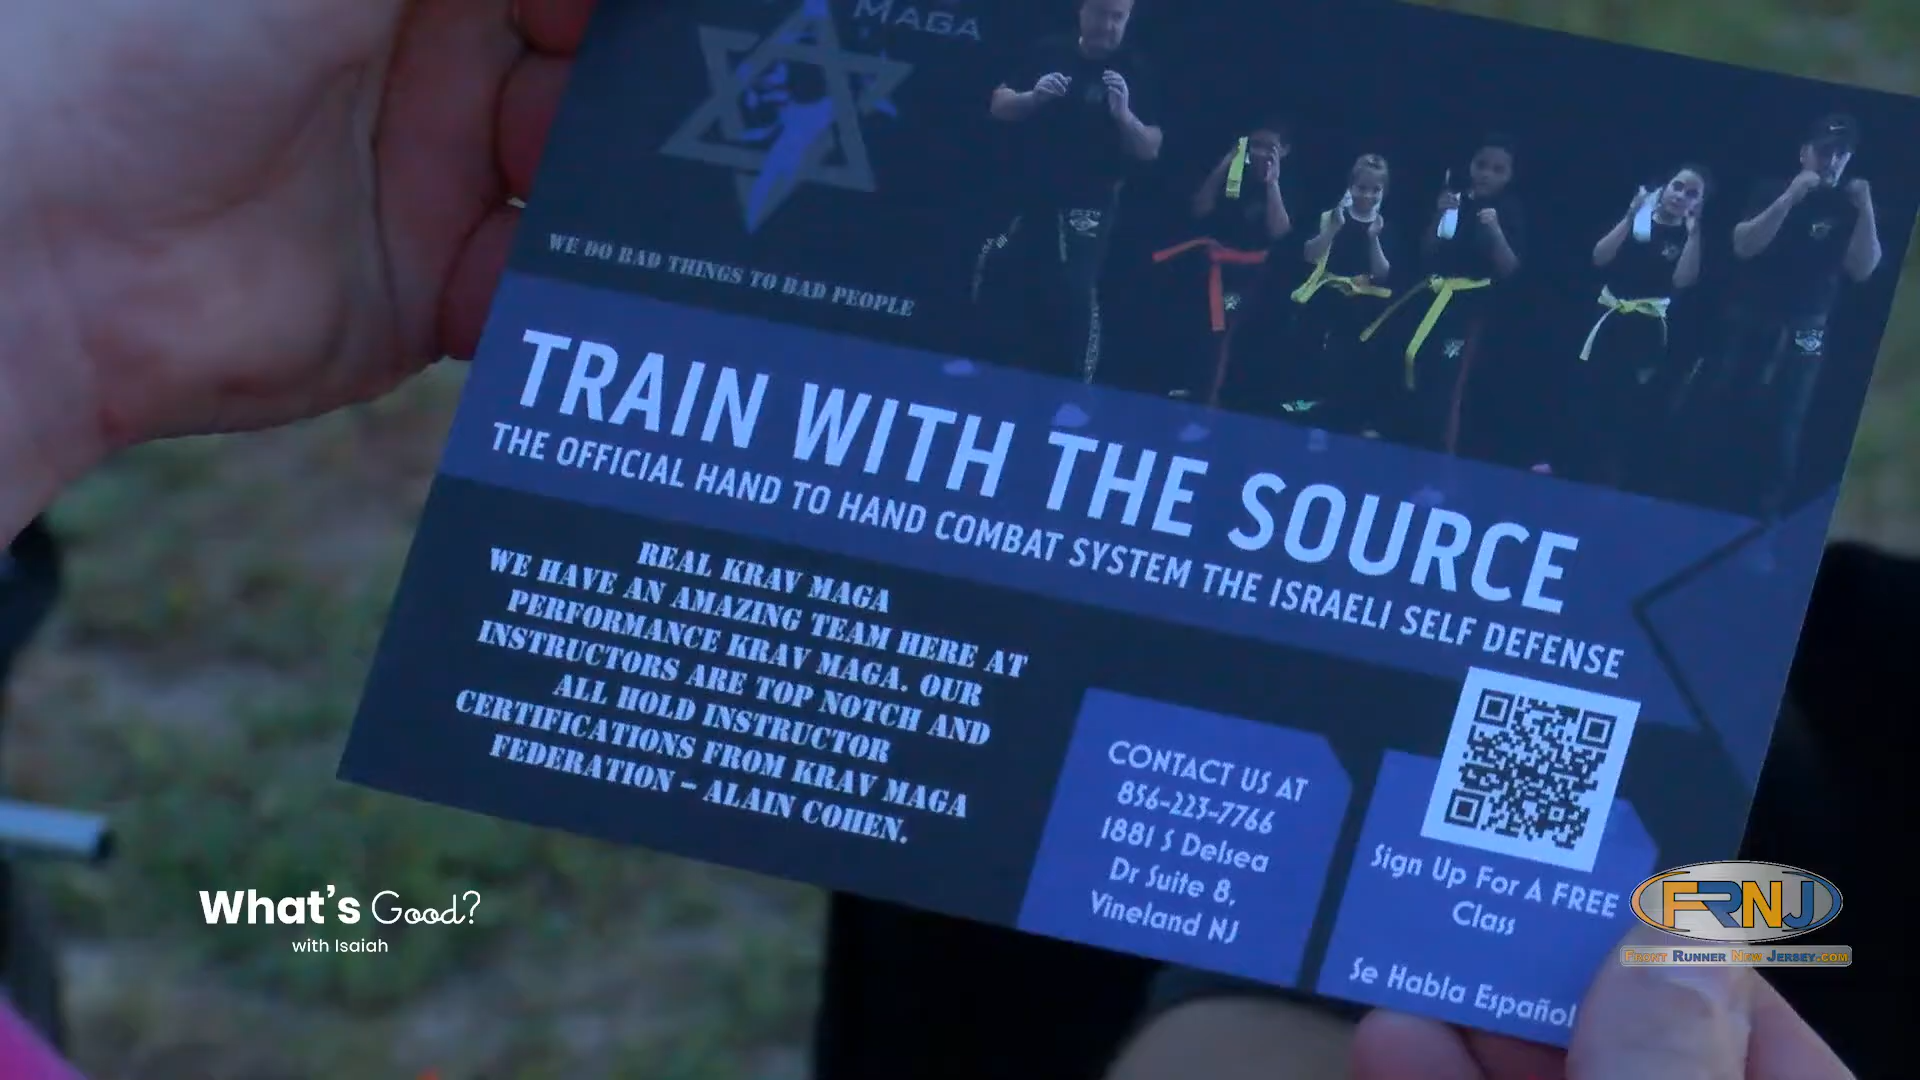 MAGA
WE DO BAD THINGS TO BAD PEOPLE
TRAIN WITH THE SOURCE
THE OFFICIAL HAND TO HAND COMBAT SYSTEM THE ISRAELI SELF DEFENSE
REAL KRAV MAGA
WE HAVE AN AMAZING TEAM HERE AT
PERFORMANCE KRAV MAGA. OUR
INSTRUCTORS ARE TOP NOTCH AND
ALL HOLD INSTRUCTOR
CERTIFICATIONS FROM KRAV MAGA
FEDERATION - ALAIN COHEN.
CONTACT US AT
856-223-7766
1881 S Delsea
Dr Suite 8,
Vineland NJ
Sign Up For A FREE
Class
Se Habla Español
What's Good?
with Isaiah
FRNJ
FRONT RUNNER NEW JERSEY.COM